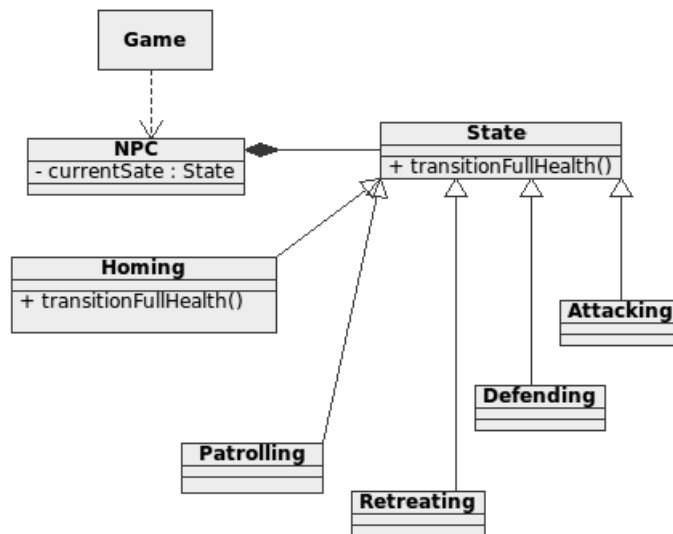 Game
NPC
- currentSate : State
State
+ transitionFullHealth()
Homing
+ transitionFullHealth()
Attacking
Defending
Patrolling
Retreating